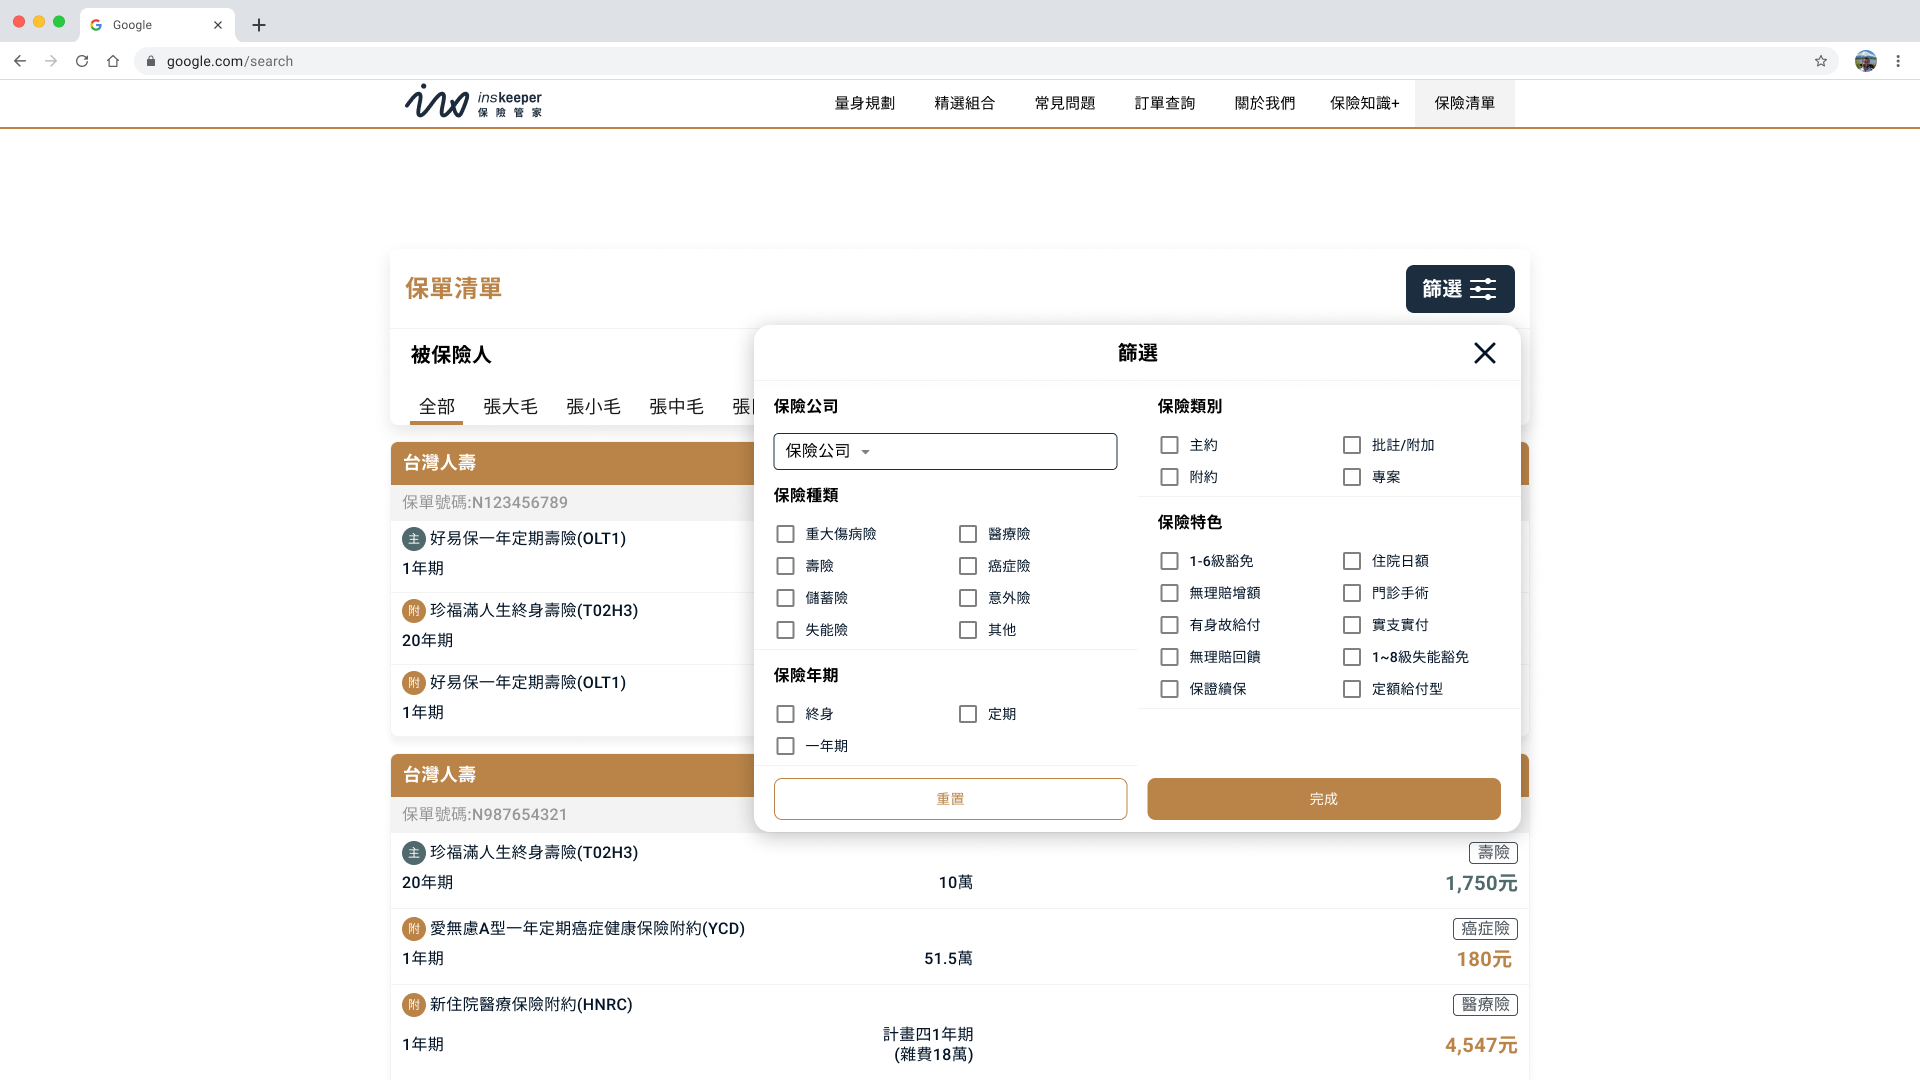 Google
google.com/search
inskeeper
保險管家
量身規劃
精選組合
常見問題
訂單查詢
關於我們
保險知識+
保險清單
保單清單
篩選
被保險人
全部
張大毛
張小毛
張中毛
台灣人壽
保單號碼:N123456789
主 好易保一年定期壽險(OLT1)
1年期
附 珍福滿人生終身壽險(T02H3)
20年期
附 好易保一年定期壽險(OLT1)
1年期
篩選
保險公司
保險公司
保險種類
重大傷病險
醫療險
壽險
癌症險
儲蓄險
意外險
失能險
其他
保險年期
終身
定期
一年期
保險類別
主約
批註/附加
附約
專案
保險特色
1-6級豁免
住院日額
無理賠增額
門診手術
有身故給付
實支實付
無理賠回饋
1~8級失能豁免
保證續保
定額給付型
重置
完成
台灣人壽
保單號碼:N987654321
主 珍福滿人生終身壽險(T02H3)
壽險
20年期
10萬
1,750元
附 愛無慮A型一年定期癌症健康保險附約(YCD)
癌症險
1年期
51.5萬
180元
附 新住院醫療保險附約(HNRC)
醫療險
1年期
計畫四1年期
(雜費18萬)
4,547元